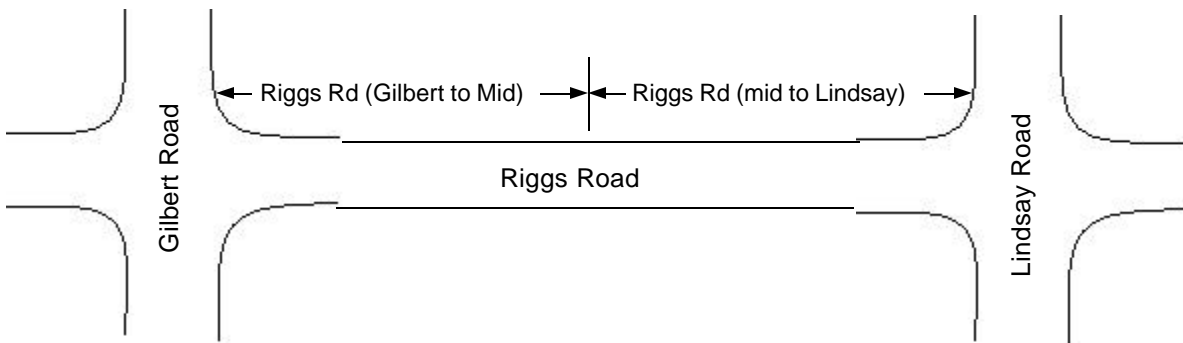 Riggs Rd (Gilbert to Mid)
Riggs Rd (mid to Lindsay)
Riggs Road
Gilbert Road
Lindsay Road